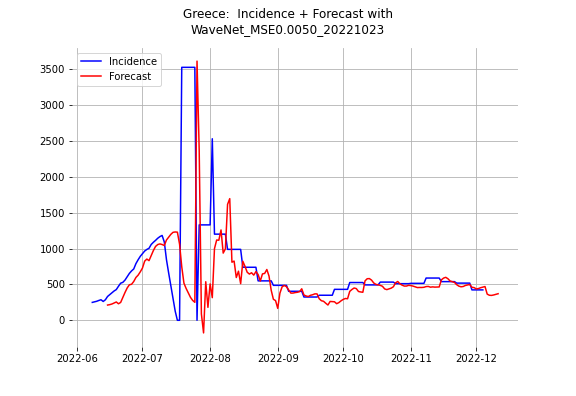 Greece:  Incidence + Forecast with
WaveNet_MSE0.0050_20221023
Incidence
Forecast
3500
3000
2500
2000
1500
1000
500
0
2022-06 2022-07 2022-08 2022-09 2022-10 2022-11 2022-12